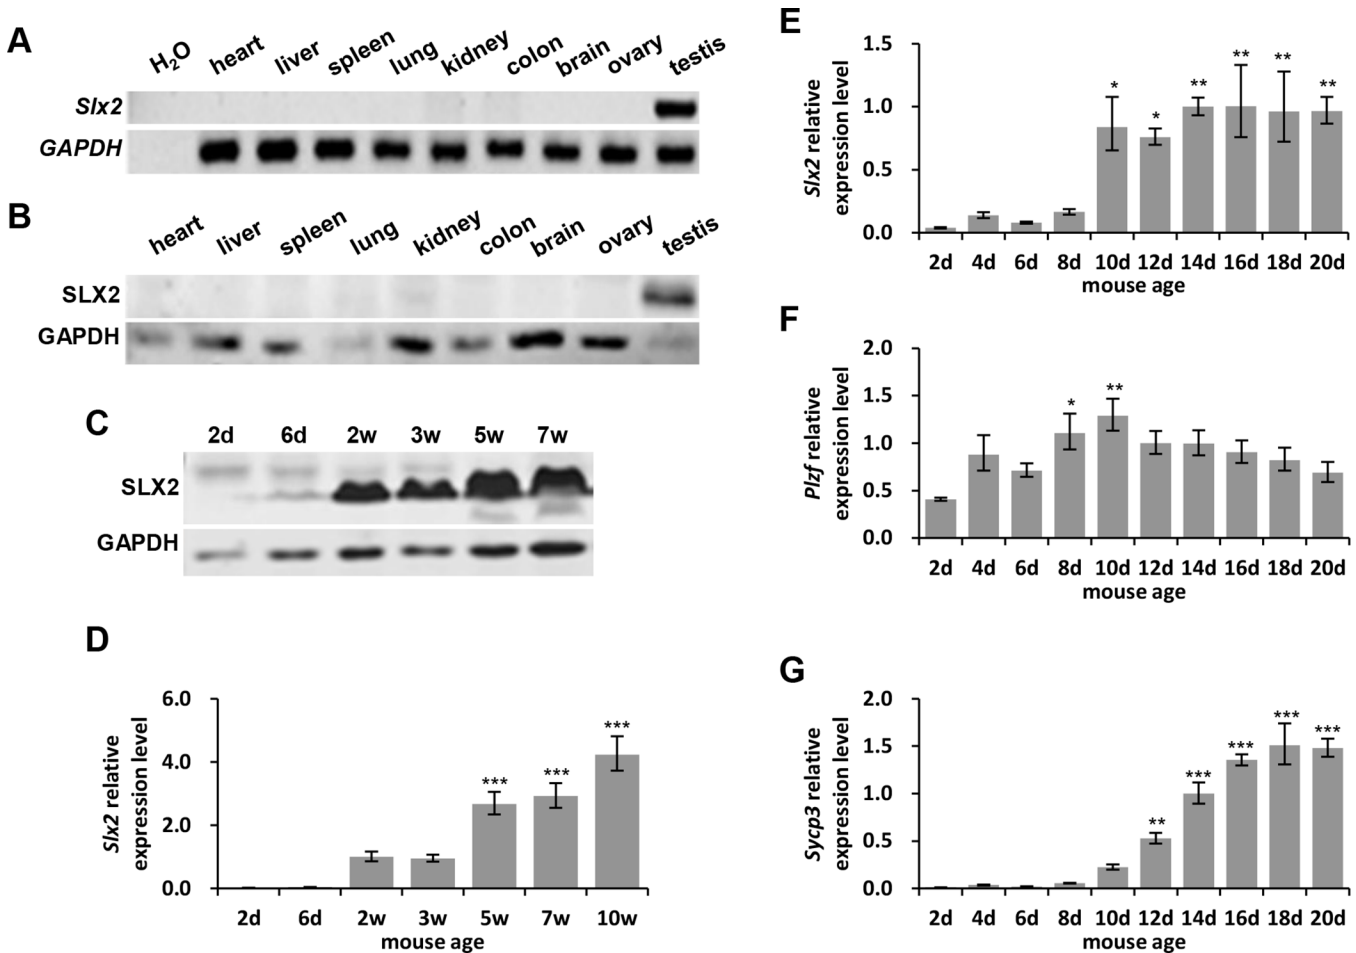 A
H2O heart liver spleen lung kidney colon brain ovary testis
Slx2
GAPDH
B
heart liver spleen lung kidney colon brain ovary testis
SLX2
GAPDH
C
2d 6d 2w 3w 5w 7w
SLX2
GAPDH
D
Slx2 relative
expression level
6.0
4.0
2.0
0.0
*** *** ***
2d 6d 2w 3w 5w 7w 10w
mouse age
E
Slx2 relative
expression level
1.5
1.0
0.5
0.0
* * ** ** ** **
2d 4d 6d 8d 10d 12d 14d 16d 18d 20d
mouse age
F
Plzf relative
expression level
2.0
1.5
1.0
0.5
0.0
* **
2d 4d 6d 8d 10d 12d 14d 16d 18d 20d
mouse age
G
Sycp3 relative
expression level
2.0
1.5
1.0
0.5
0.0
** *** *** *** ***
2d 4d 6d 8d 10d 12d 14d 16d 18d 20d
mouse age